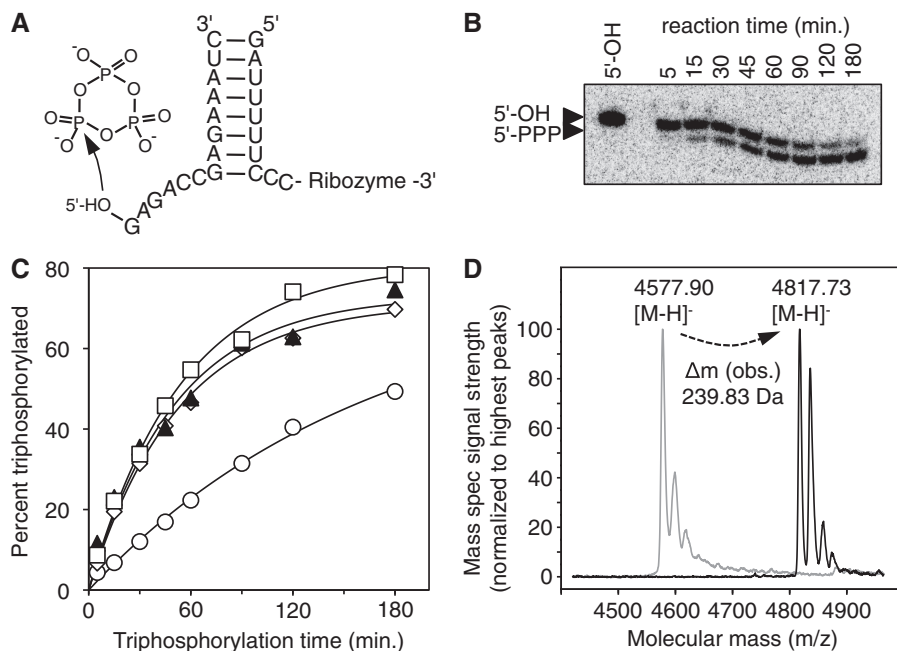 A
-O
O
P
O
O
O
O
P
P
O
O-
O
-O
3' 5'
C–G
U–A
A–U
A–U
A–U
G–U
A–U
G–C
CC- Ribozyme -3'
5'-HO
GAGACC
B
5'-OH
reaction time (min.)
5 15 30 45 60 90 120 180
5'-OH
5'-PPP
C
Percent triphosphorylated
80
60
40
20
0
0 60 120 180
Triphosphorylation time (min.)
D
4577.90 4817.73
[M-H]- [M-H]-
Δm (obs.)
239.83 Da
Mass spec signal strength
(normalized to highest peaks)
100
80
60
40
20
0
4500 4600 4700 4800 4900
Molecular mass (m/z)